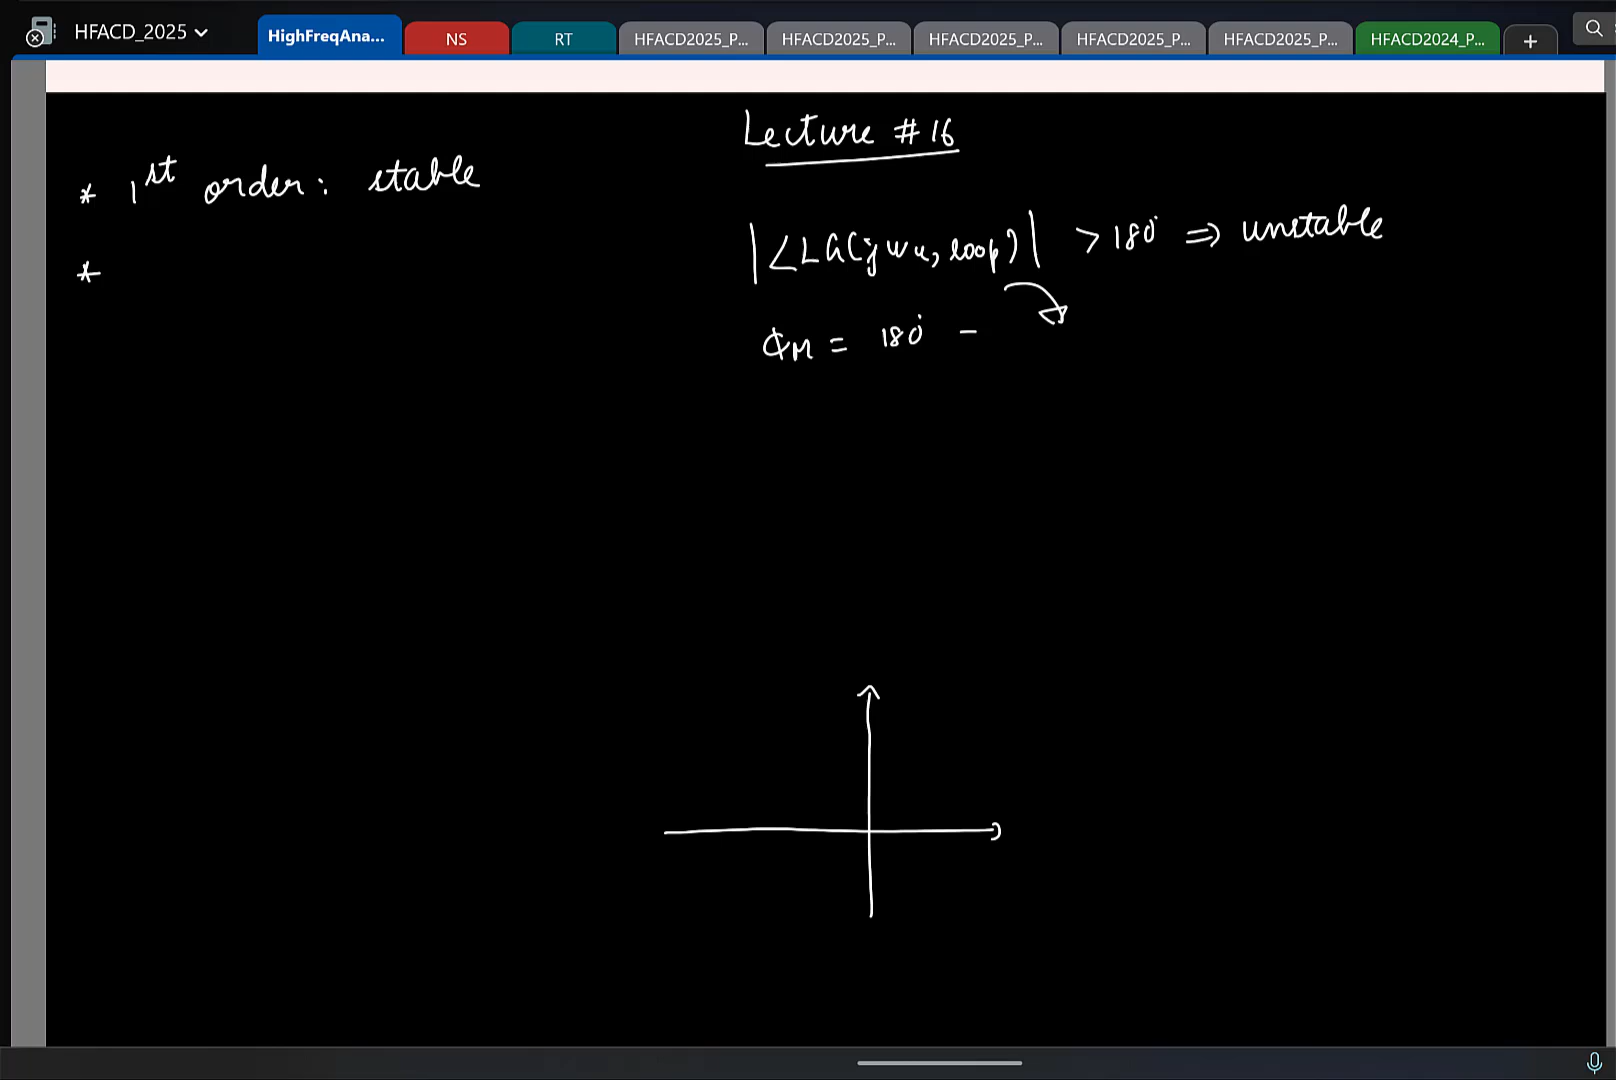 HFACD_2025
HighFreqAna... NS RT HFACD2025_P... HFACD2025_P... HFACD2025_P... HFACD2025_P... HFACD2025_P... HFACD2024_P... +
Lecture #16
* 1st order: stable
|∠LG(jωu,loop)| > 180° ⇒ unstable
*
ΦM = 180° -